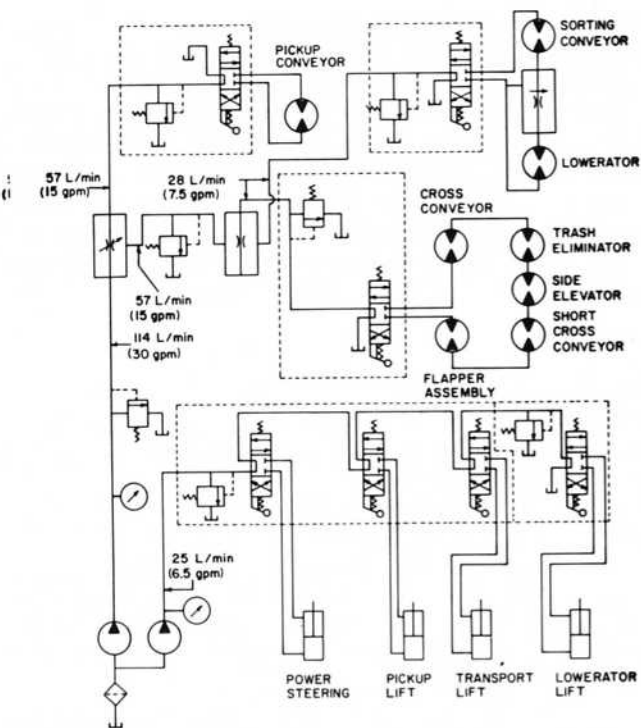 PICKUP
CONVEYOR
SORTING
CONVEYOR
LOWERATOR
57 L/min
(15 gpm)
28 L/min
(7.5 gpm)
CROSS
CONVEYOR
TRASH
ELIMINATOR
SIDE
ELEVATOR
SHORT
CROSS
CONVEYOR
57 L/min
(15 gpm)
114 L/min
(30 gpm)
FLAPPER
ASSEMBLY
25 L/min
(6.5 gpm)
POWER
STEERING
PICKUP
LIFT
TRANSPORT
LIFT
LOWERATOR
LIFT